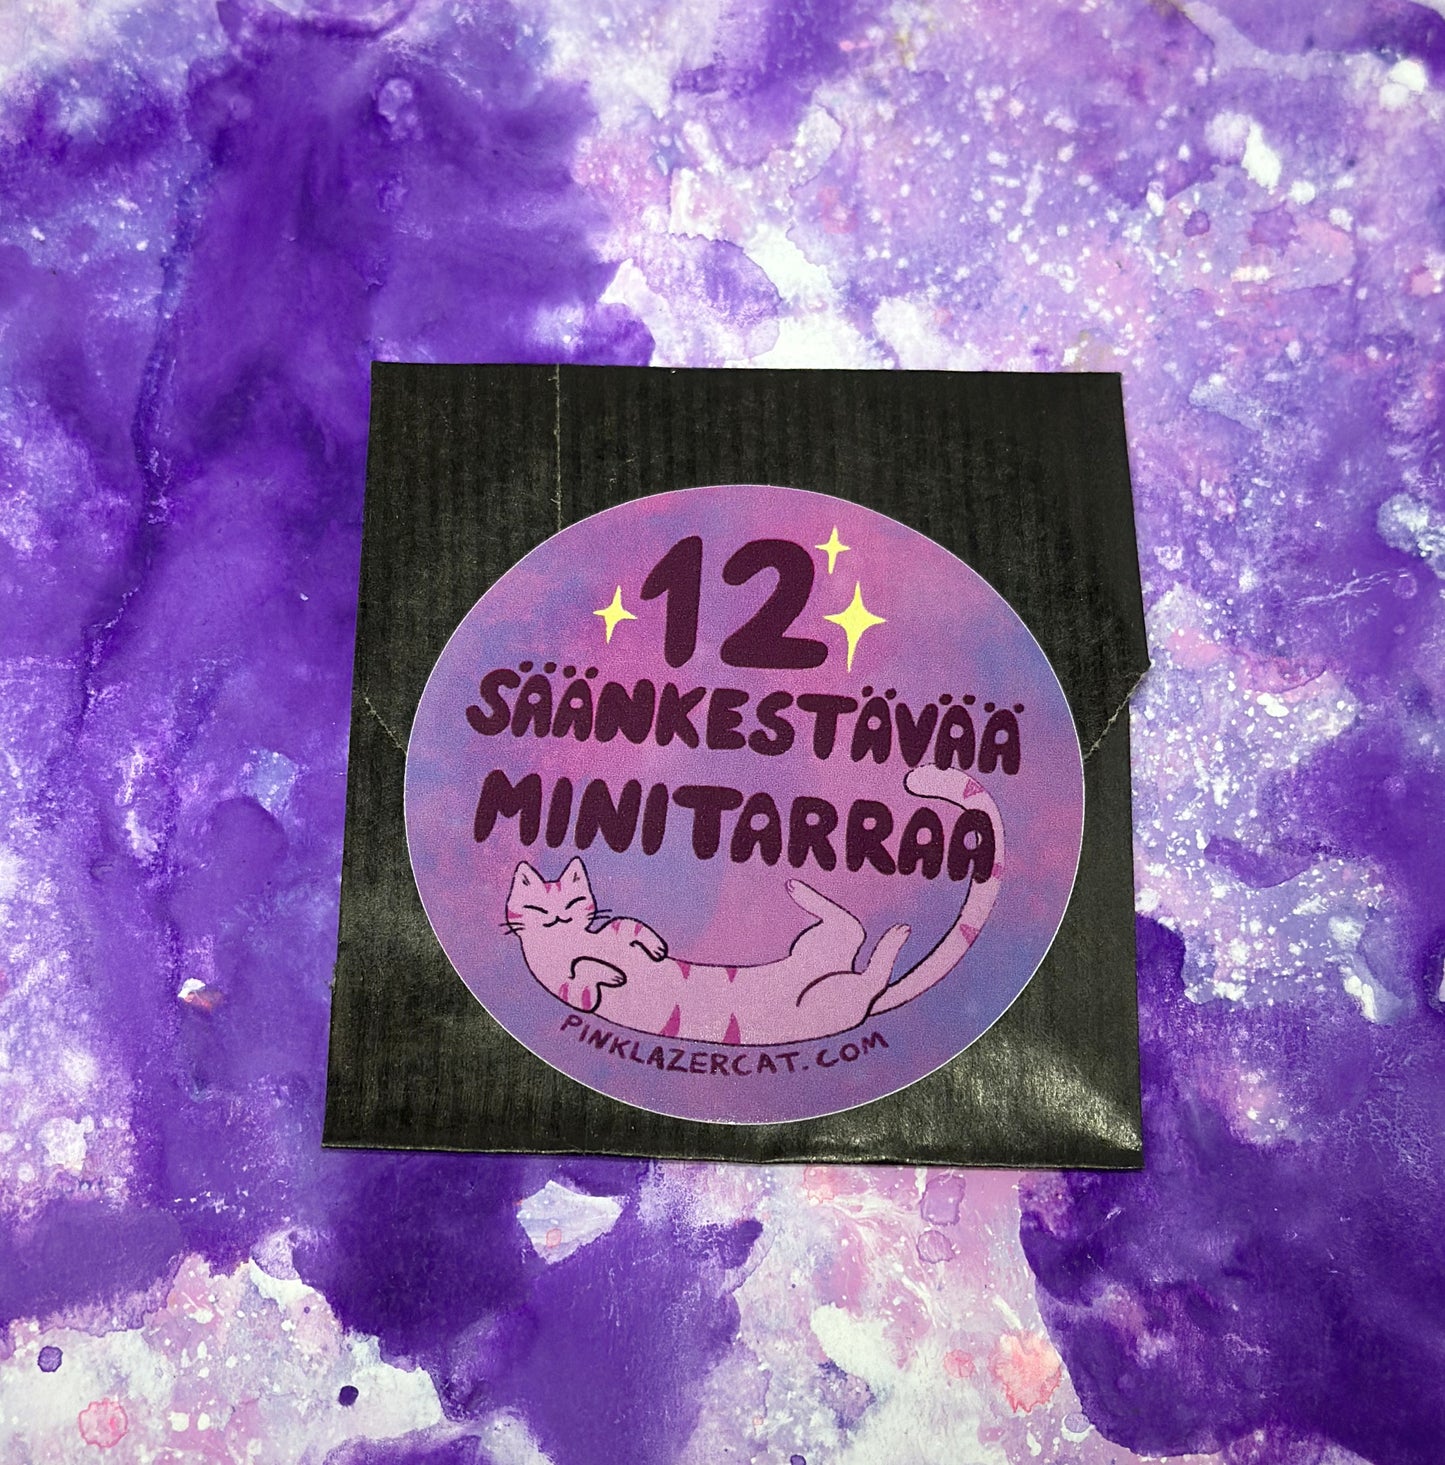 12
SÄÄNKESTÄVÄÄ
MINITARRAA
PINKLAZERCAT.COM